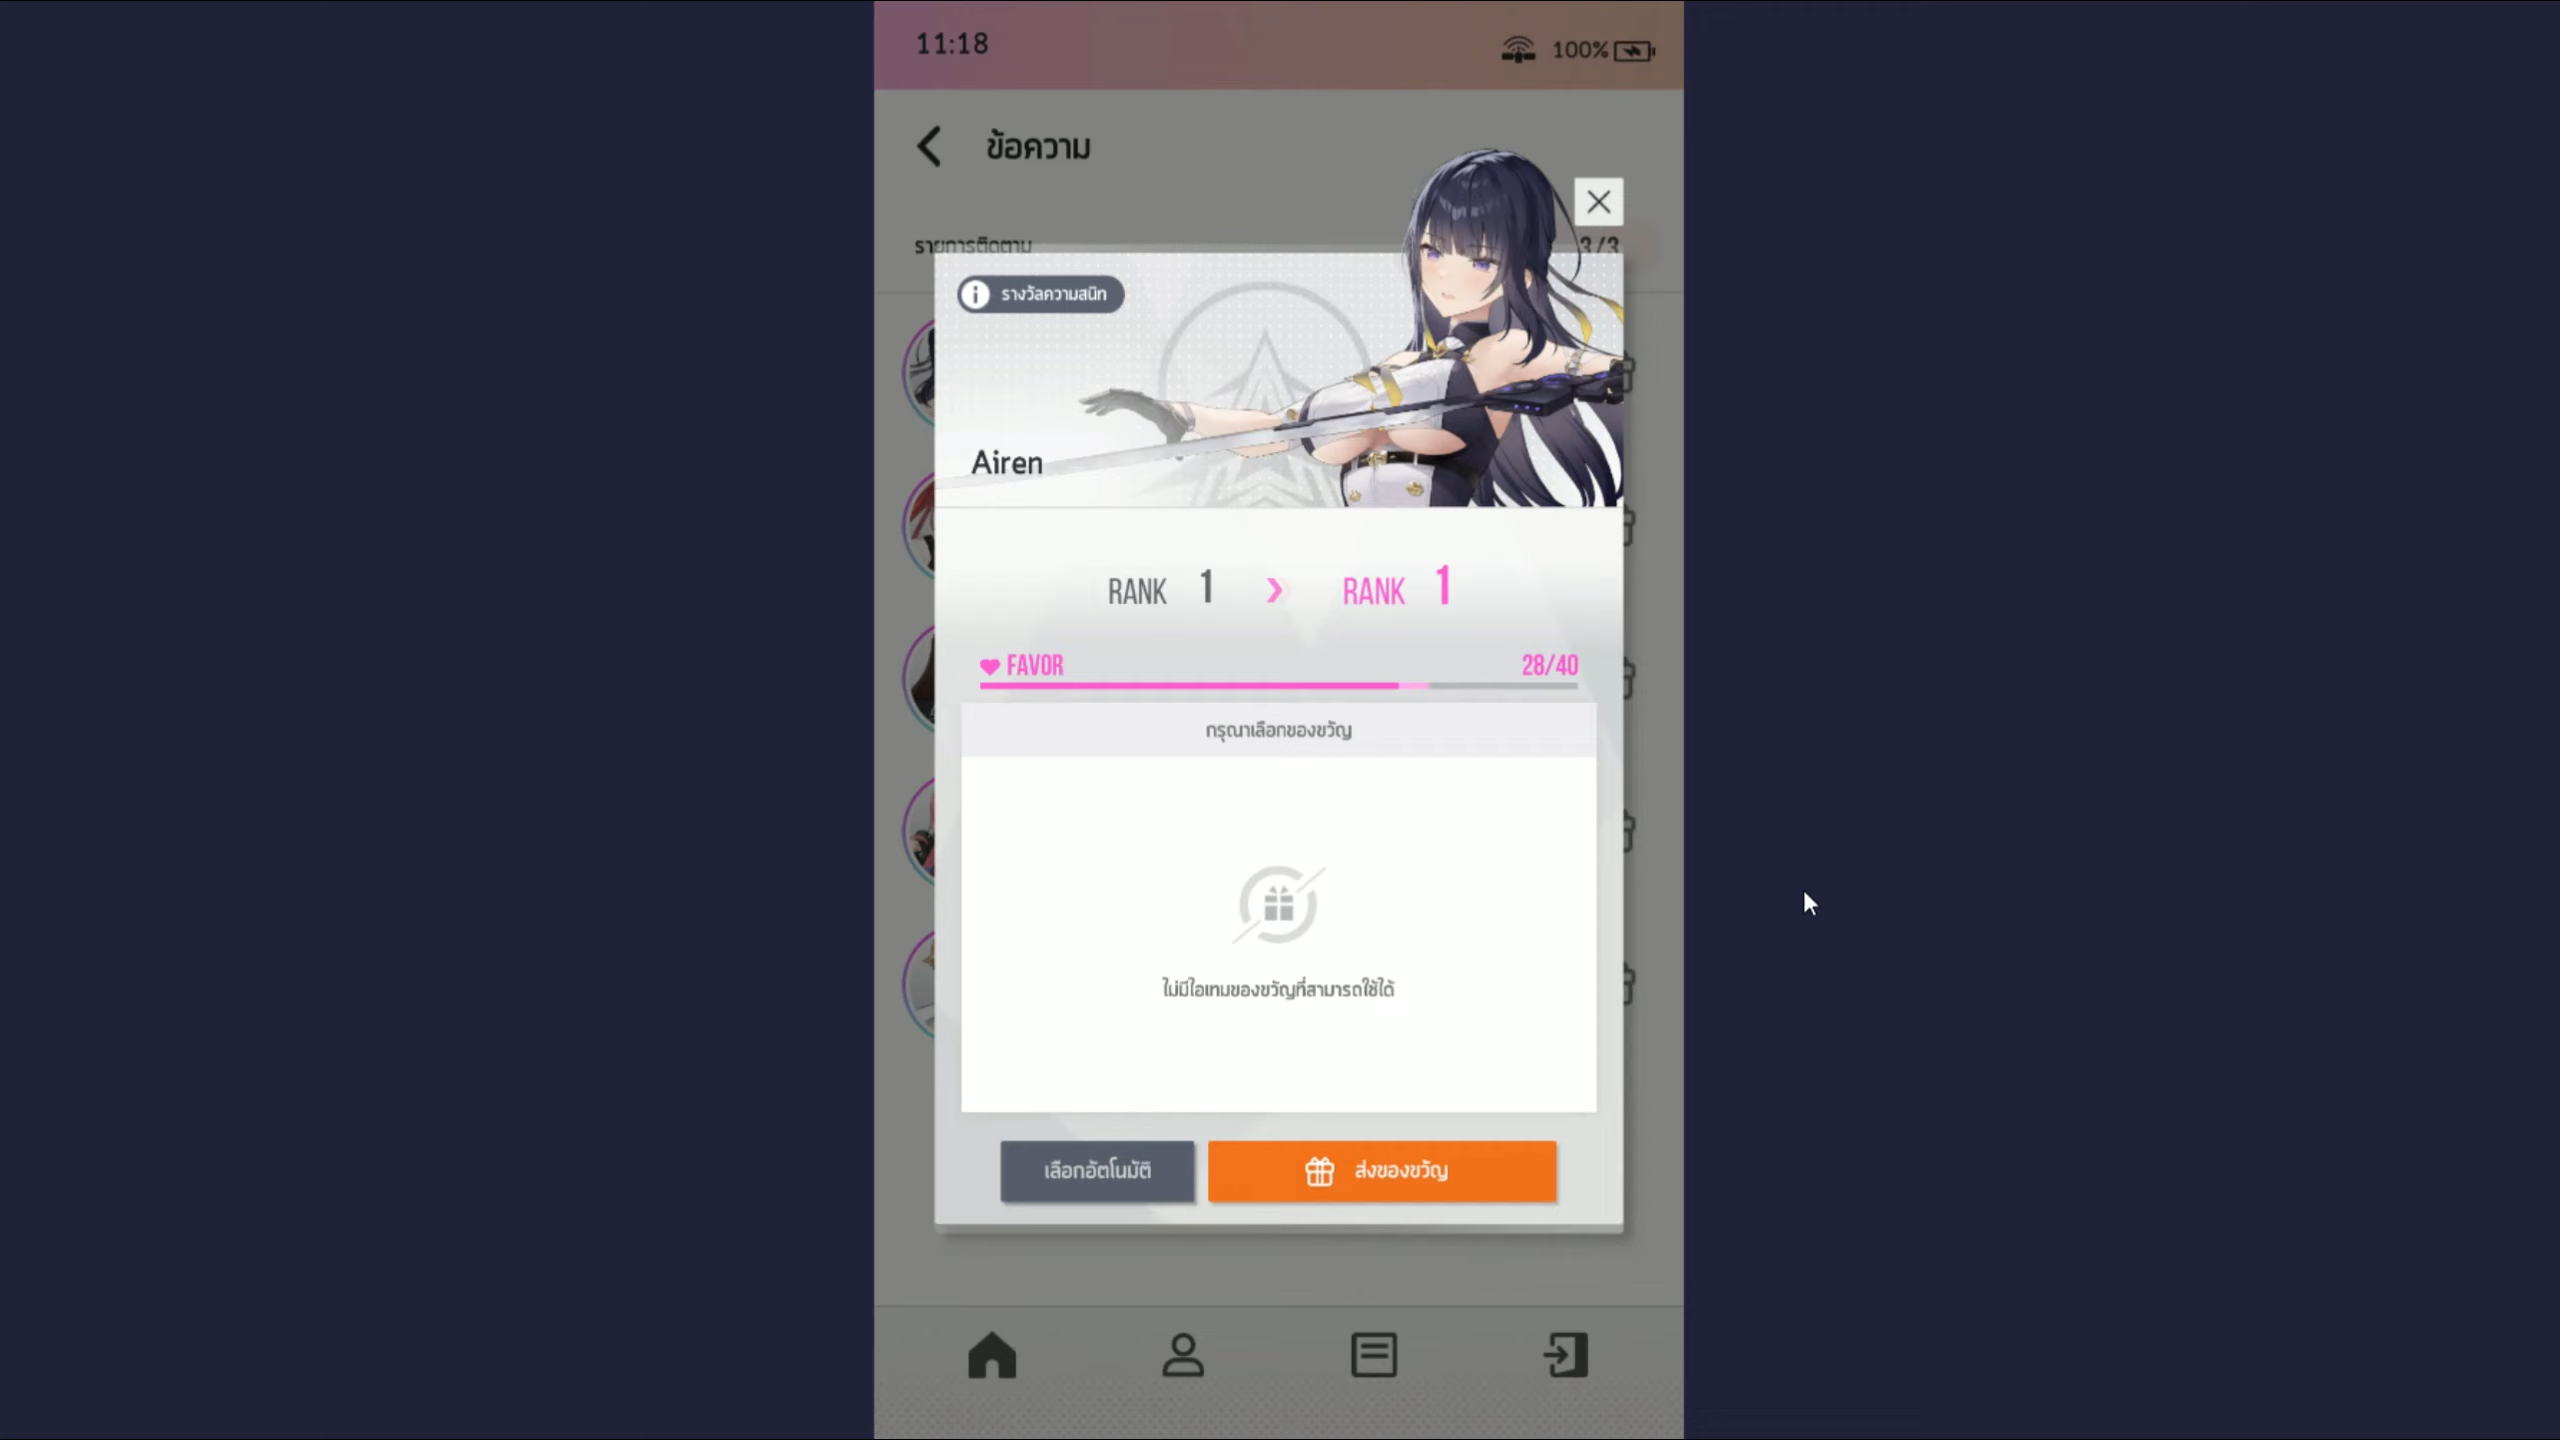 11:18
100%
ข้อความ
รายการติดตาม
3/3
รางวัลความสนิท
Airen
RANK 1 RANK 1
FAVOR 28/40
กรุณาเลือกของขวัญ
ไม่มีไอเทมของขวัญที่สามารถใช้ได้
เลือกอัตโนมัติ ส่งของขวัญ